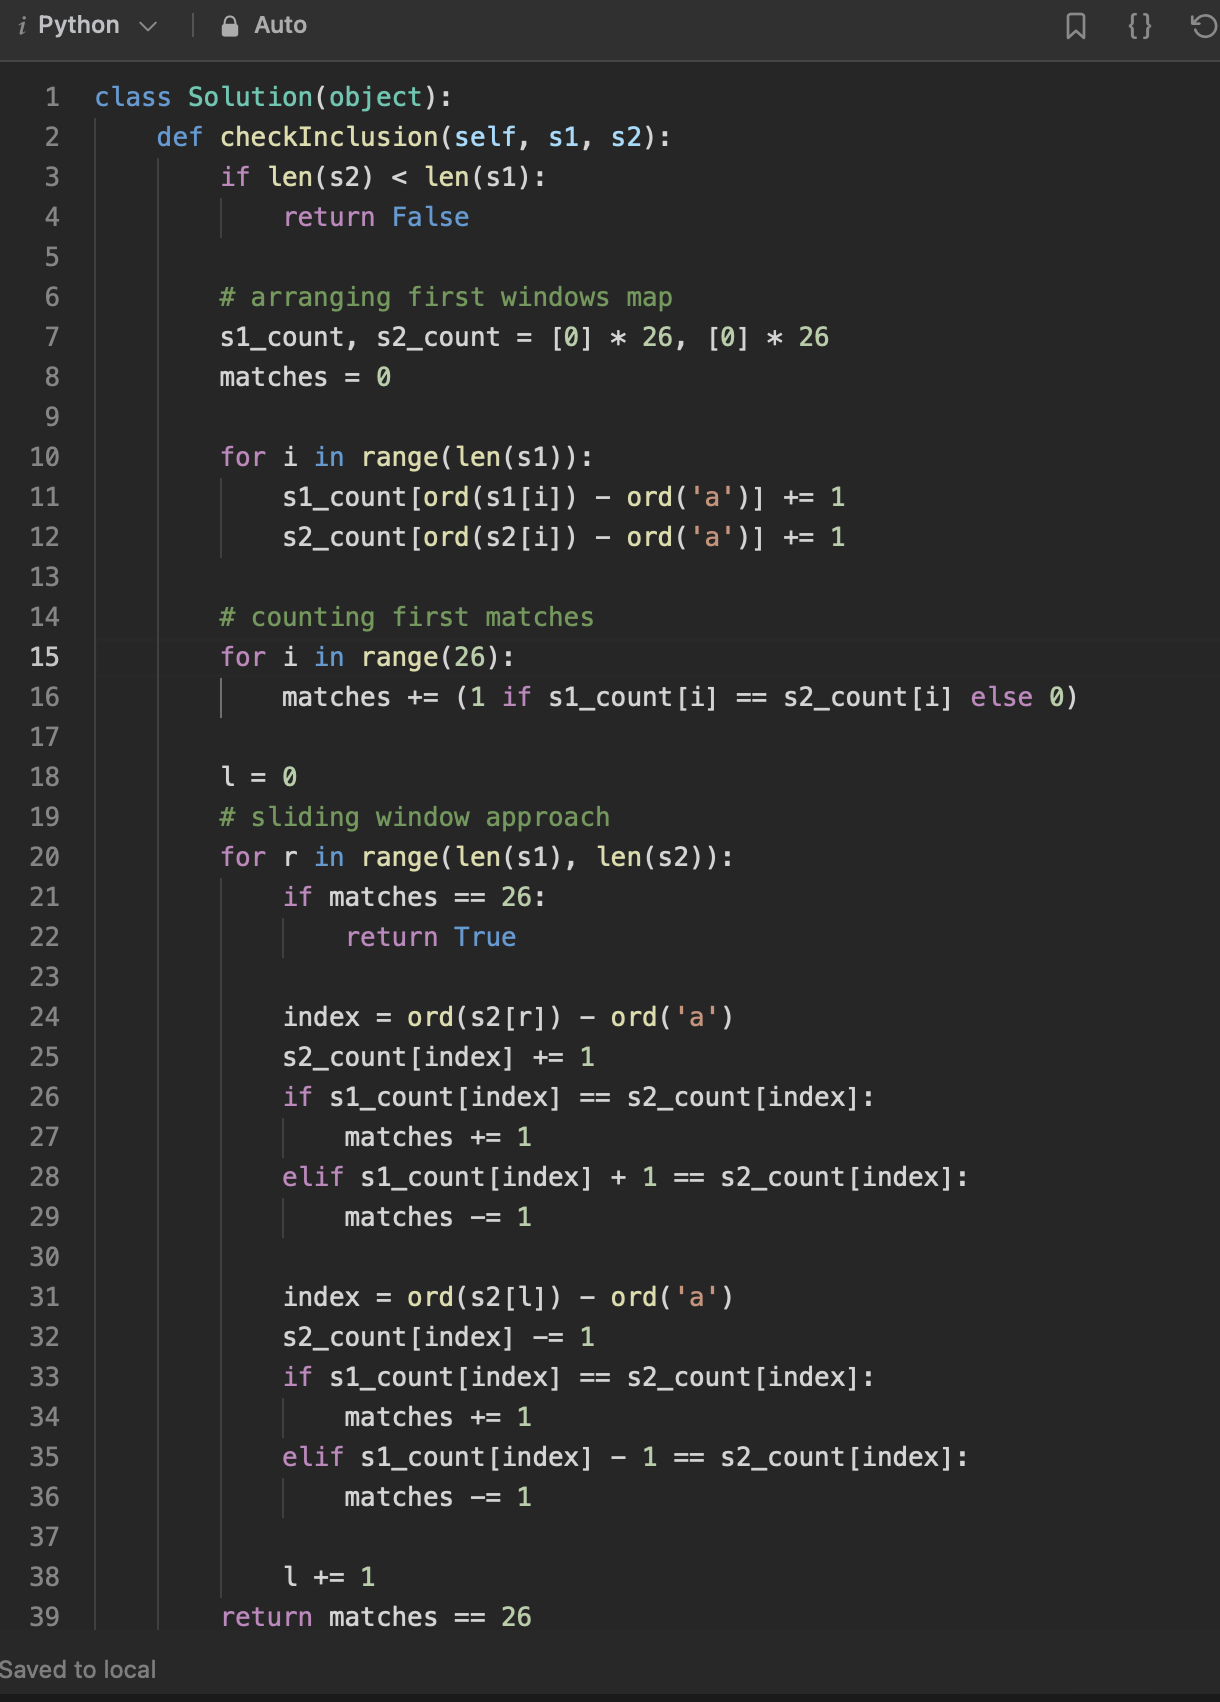 i Python Auto {}
1 class Solution(object):
2     def checkInclusion(self, s1, s2):
3         if len(s2) < len(s1):
4             return False
5
6         # arranging first windows map
7         s1_count, s2_count = [0] * 26, [0] * 26
8         matches = 0
9
10         for i in range(len(s1)):
11             s1_count[ord(s1[i]) - ord('a')] += 1
12             s2_count[ord(s2[i]) - ord('a')] += 1
13
14         # counting first matches
15         for i in range(26):
16             matches += (1 if s1_count[i] == s2_count[i] else 0)
17
18         l = 0
19         # sliding window approach
20         for r in range(len(s1), len(s2)):
21             if matches == 26:
22                 return True
23
24             index = ord(s2[r]) - ord('a')
25             s2_count[index] += 1
26             if s1_count[index] == s2_count[index]:
27                 matches += 1
28             elif s1_count[index] + 1 == s2_count[index]:
29                 matches -= 1
30
31             index = ord(s2[l]) - ord('a')
32             s2_count[index] -= 1
33             if s1_count[index] == s2_count[index]:
34                 matches += 1
35             elif s1_count[index] - 1 == s2_count[index]:
36                 matches -= 1
37
38             l += 1
39         return matches == 26
Saved to local